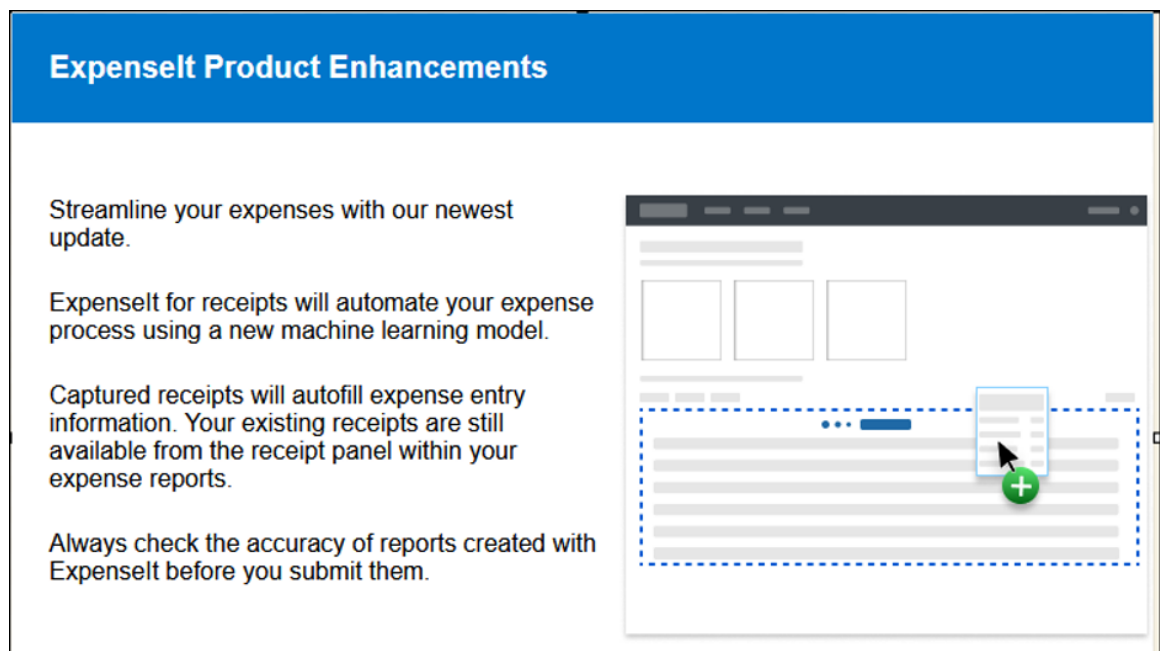 ExpenseIt Product Enhancements
Streamline your expenses with our newest
update.
ExpenseIt for receipts will automate your expense
process using a new machine learning model.
Captured receipts will autofill expense entry
information. Your existing receipts are still
available from the receipt panel within your
expense reports.
Always check the accuracy of reports created with
ExpenseIt before you submit them.